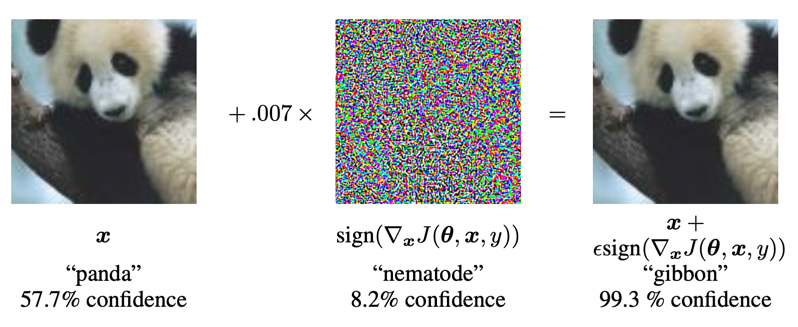 + .007 ×
=
x
sign(∇ₓJ(θ, x, y))
x +
ϵsign(∇ₓJ(θ, x, y))
“panda”
“nematode”
“gibbon”
57.7% confidence
8.2% confidence
99.3 % confidence